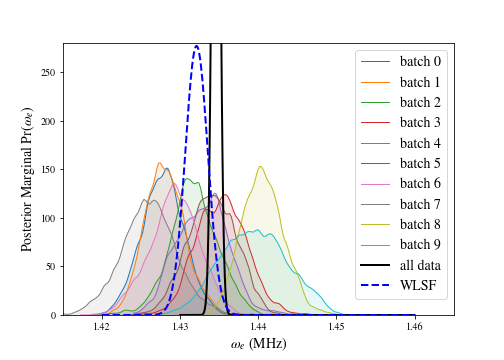 Posterior Marginal Pr(ωe)
250
200
150
100
50
0
1.42 1.43 1.44 1.45 1.46
ωe (MHz)
batch 0
batch 1
batch 2
batch 3
batch 4
batch 5
batch 6
batch 7
batch 8
batch 9
all data
WLSF